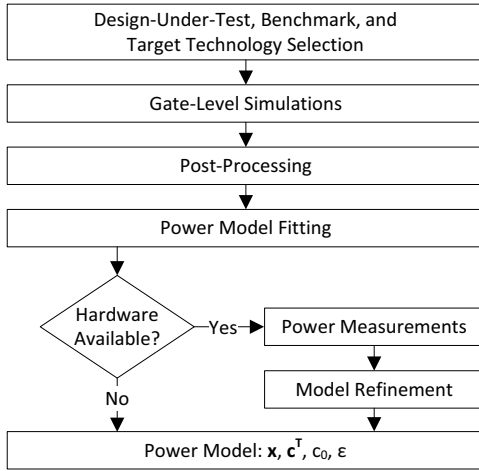 Design-Under-Test, Benchmark, and
Target Technology Selection
Gate-Level Simulations
Post-Processing
Power Model Fitting
Hardware
Available?
Yes
Power Measurements
Model Refinement
No
Power Model: x, cᵀ, c₀, ε